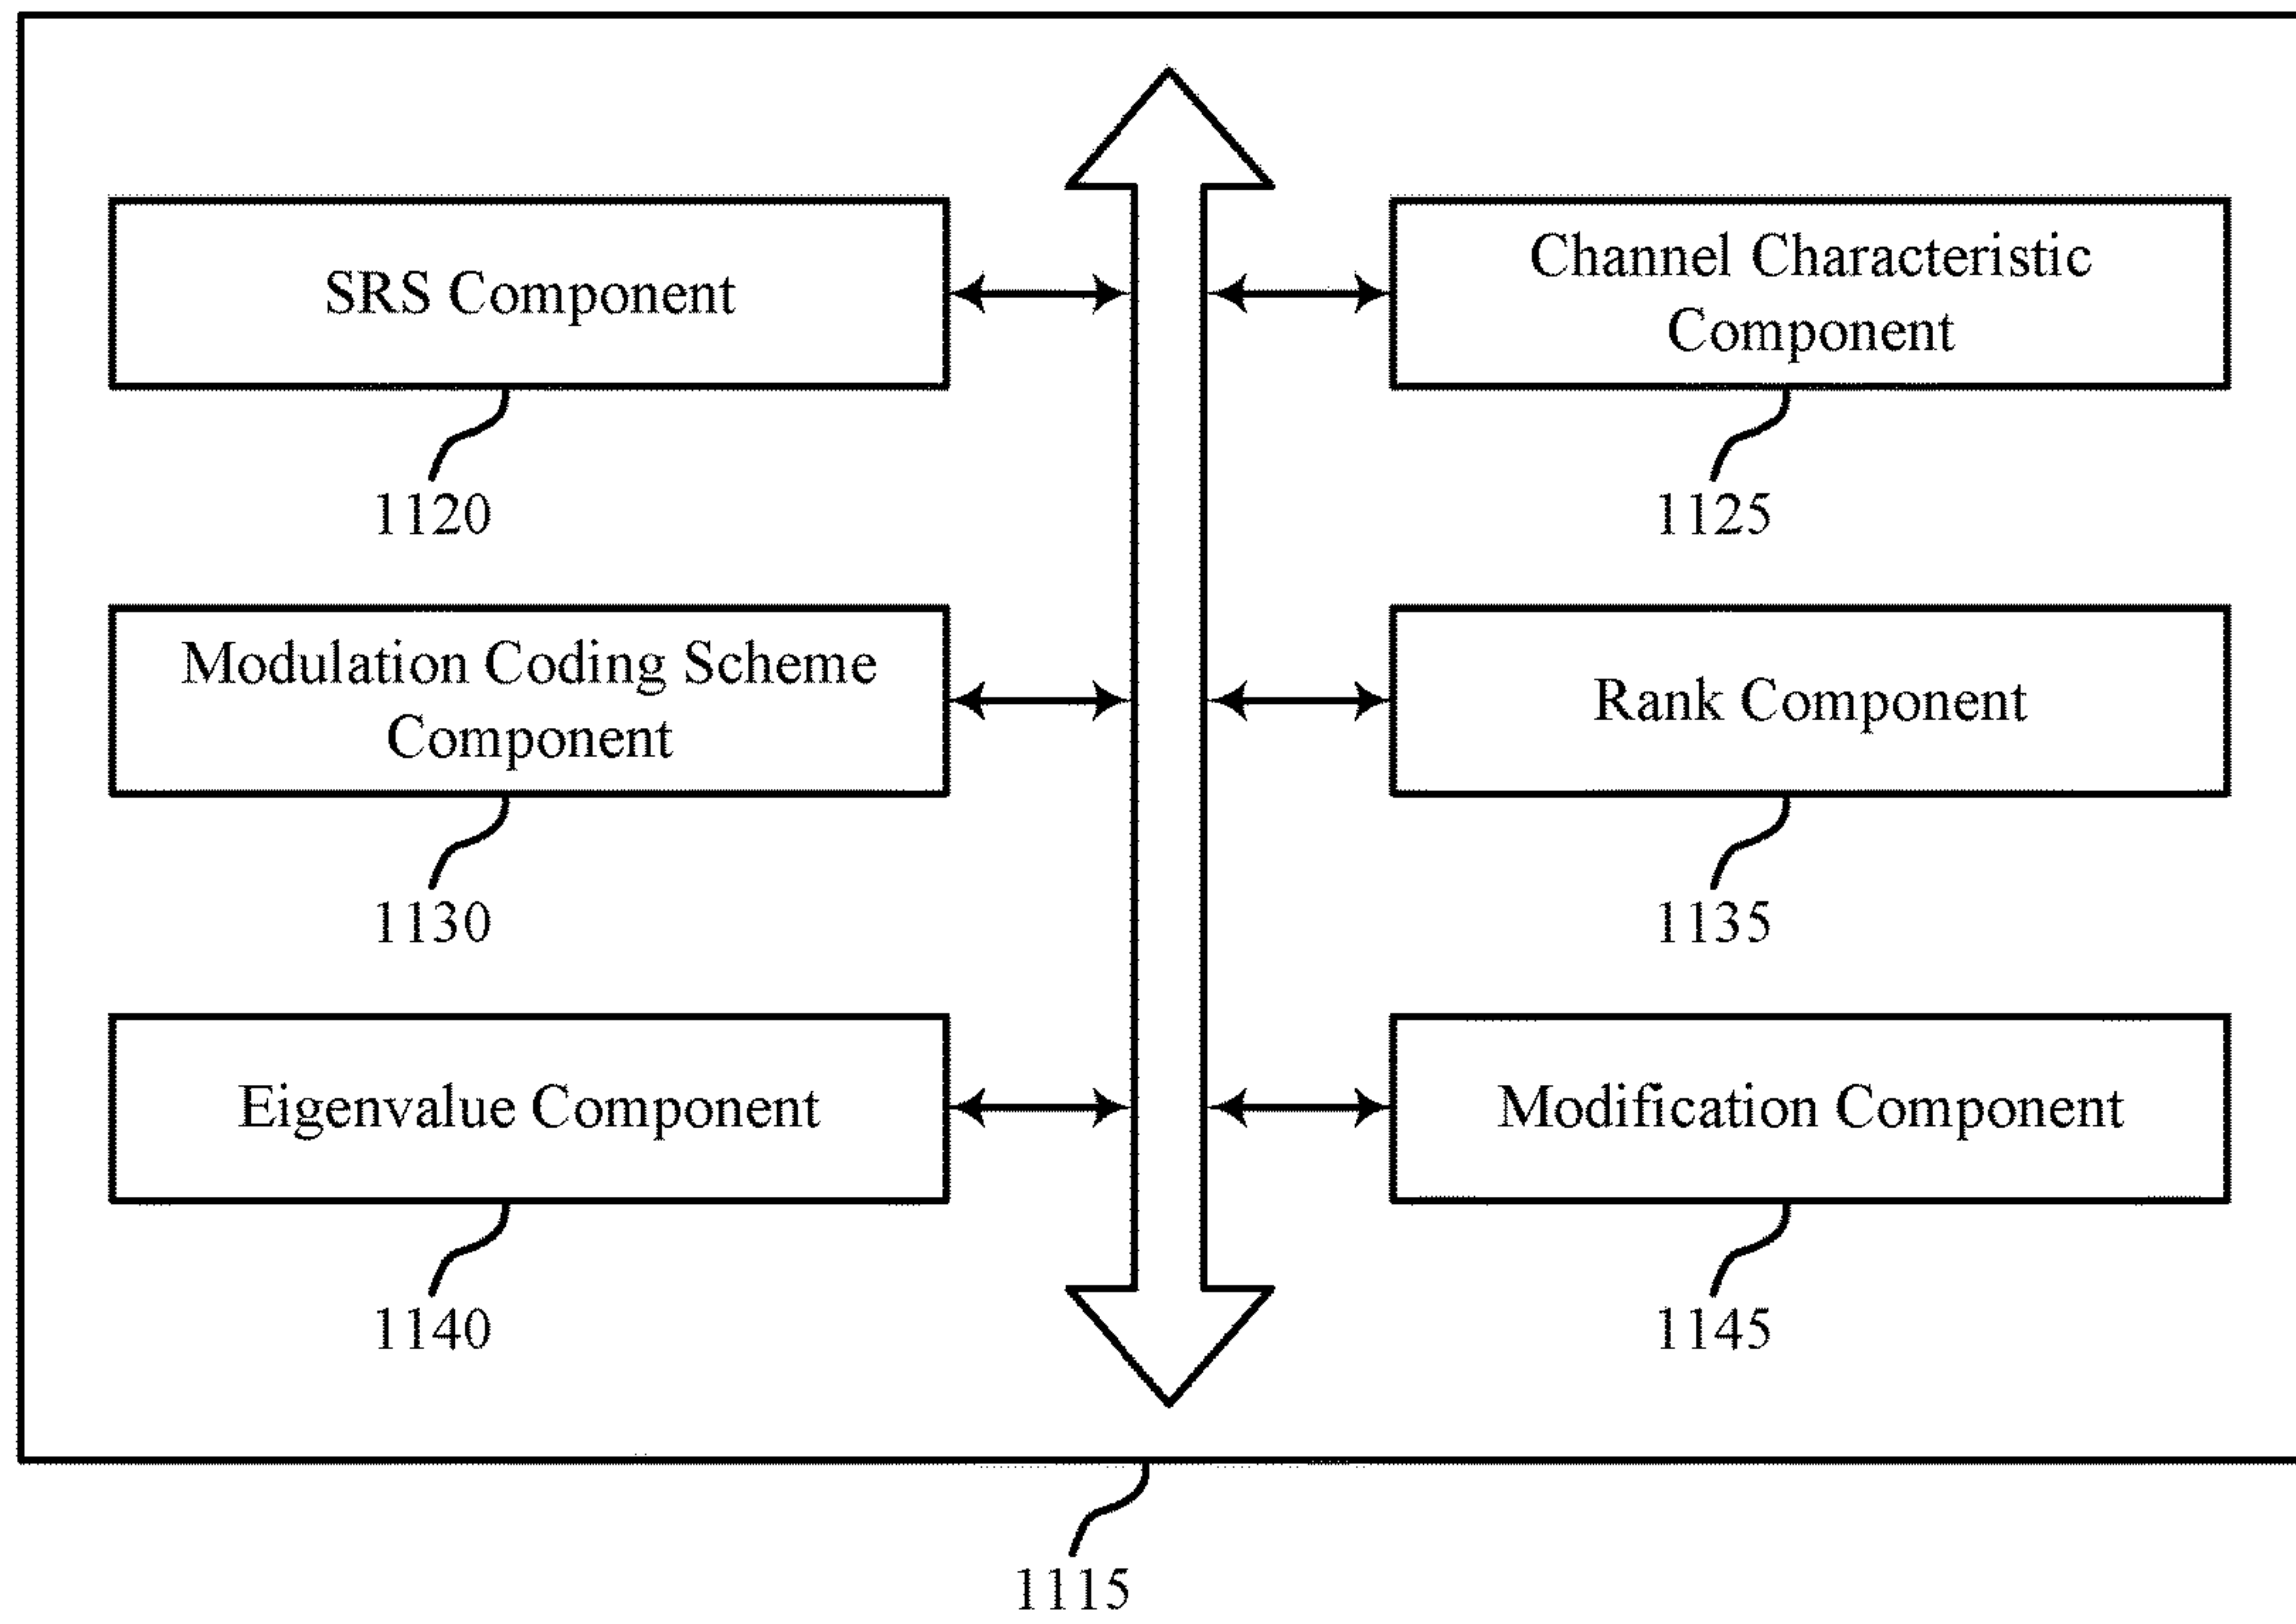 SRS Component
1120
Channel Characteristic
Component
1125
Modulation Coding Scheme
Component
1130
Rank Component
1135
Eigenvalue Component
1140
Modification Component
1145
1115